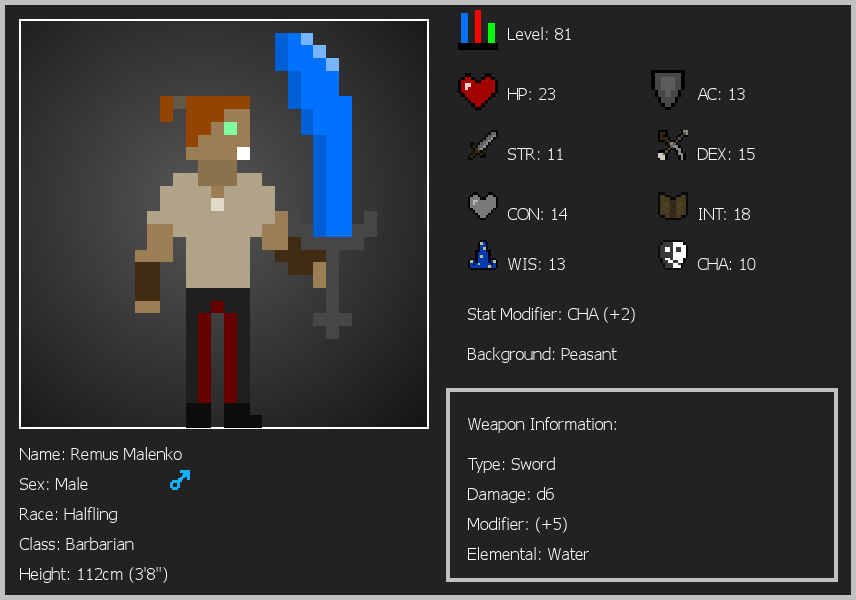 Level: 81
HP: 23
AC: 13
STR: 11
DEX: 15
CON: 14
INT: 18
WIS: 13
CHA: 10
Stat Modifier: CHA (+2)
Background: Peasant
Weapon Information:
Type: Sword
Damage: d6
Modifier: (+5)
Elemental: Water
Name: Remus Malenko
Sex: Male
Race: Halfling
Class: Barbarian
Height: 112cm (3'8")